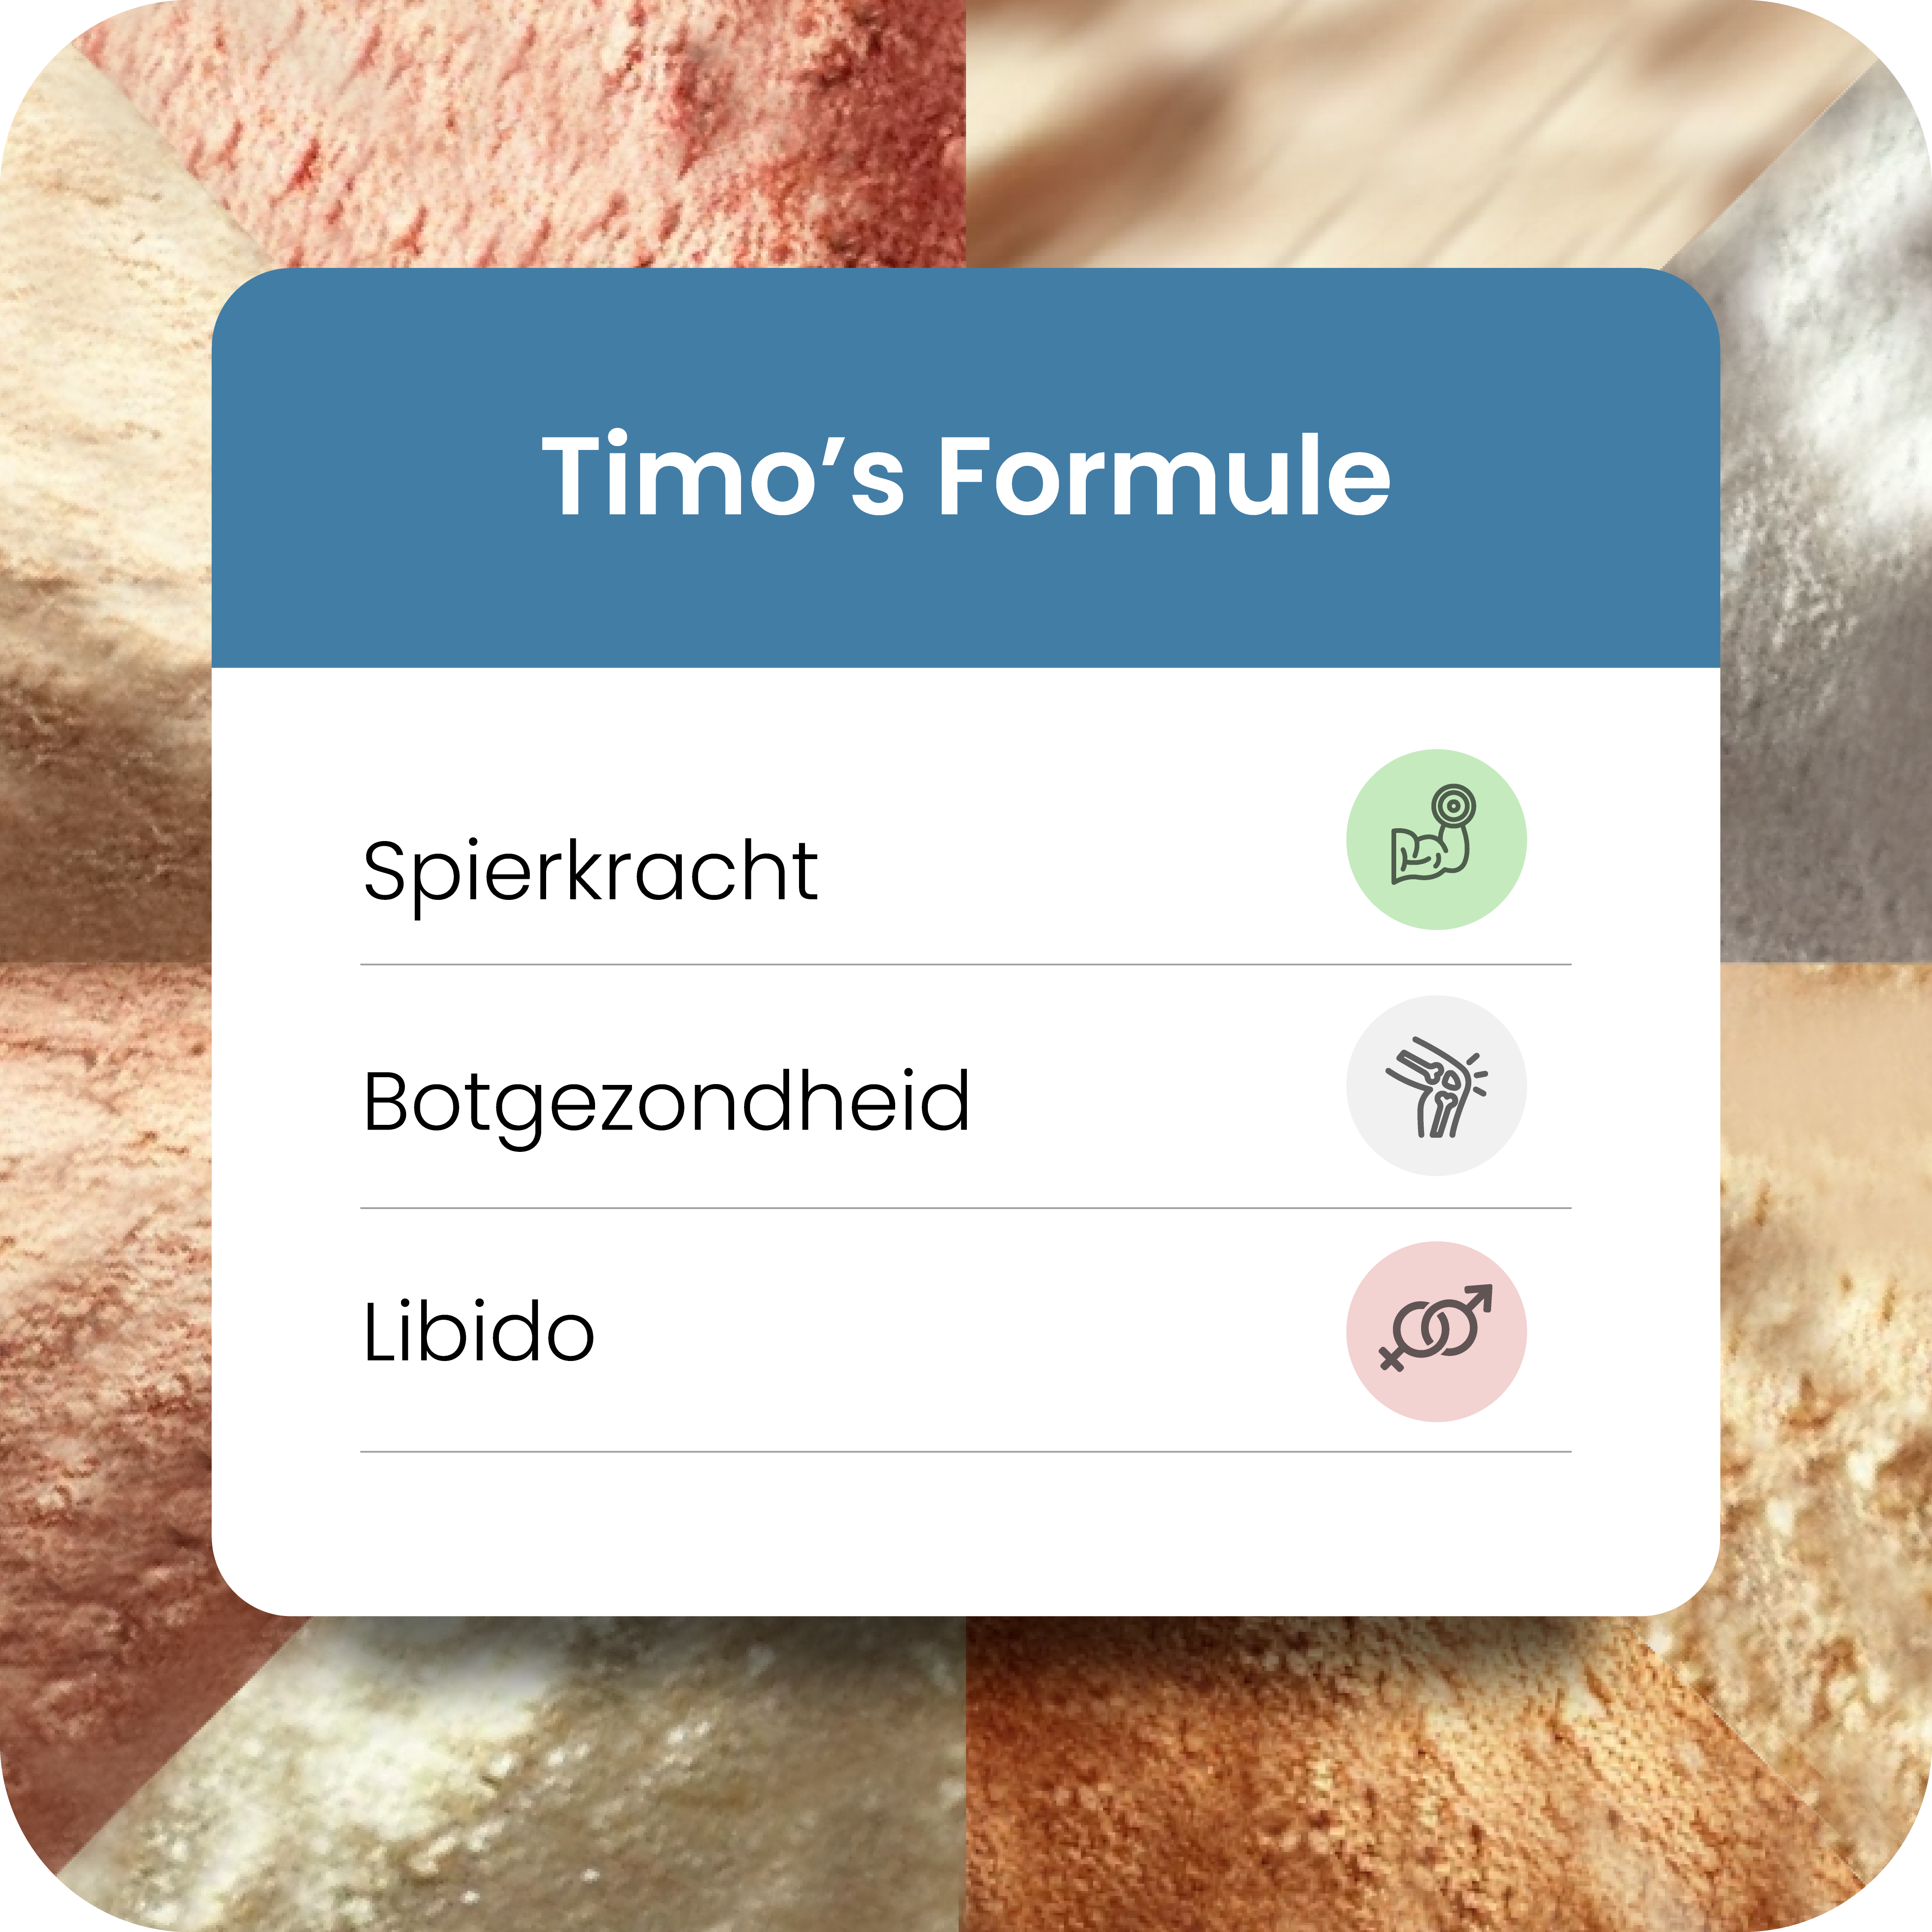 Timo’s Formule
Spierkracht
Botgezondheid
Libido